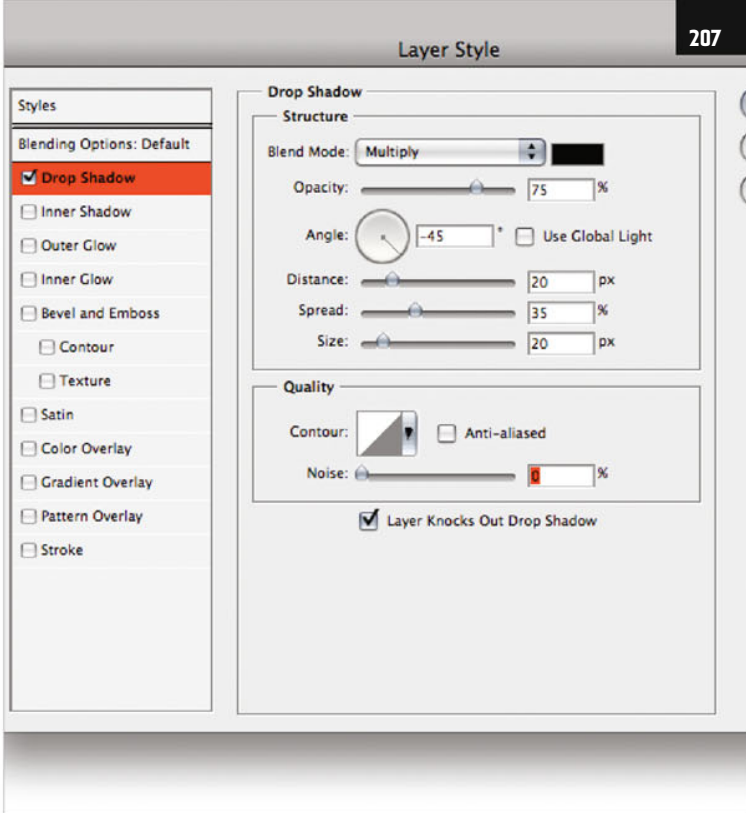 207
Layer Style
Styles
Blending Options: Default
Drop Shadow
Inner Shadow
Outer Glow
Inner Glow
Bevel and Emboss
Contour
Texture
Satin
Color Overlay
Gradient Overlay
Pattern Overlay
Stroke
Drop Shadow
Structure
Blend Mode: Multiply
Opacity: 75 %
Angle: -45 ° Use Global Light
Distance: 20 px
Spread: 35 %
Size: 20 px
Quality
Contour: Anti-aliased
Noise: 0 %
Layer Knocks Out Drop Shadow